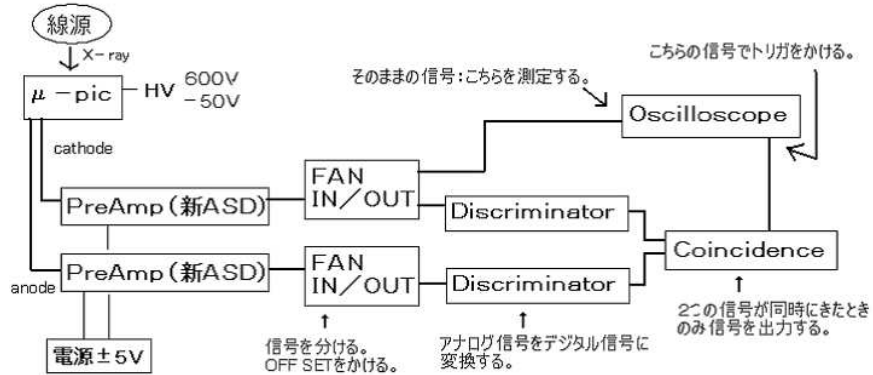 線源
X-ray
μ-pic
HV
600V
-50V
そのままの信号:こちらを測定する。
こちらの信号でトリガをかける。
Oscilloscope
cathode
PreAmp(新ASD)
FAN
IN/OUT
Discriminator
Coincidence
anode
PreAmp(新ASD)
FAN
IN/OUT
Discriminator
電源±5V
信号を分ける。
OFF SETをかける。
アナログ信号をデジタル信号に
変換する。
2つの信号が同時にきたとき
のみ信号を出力する。